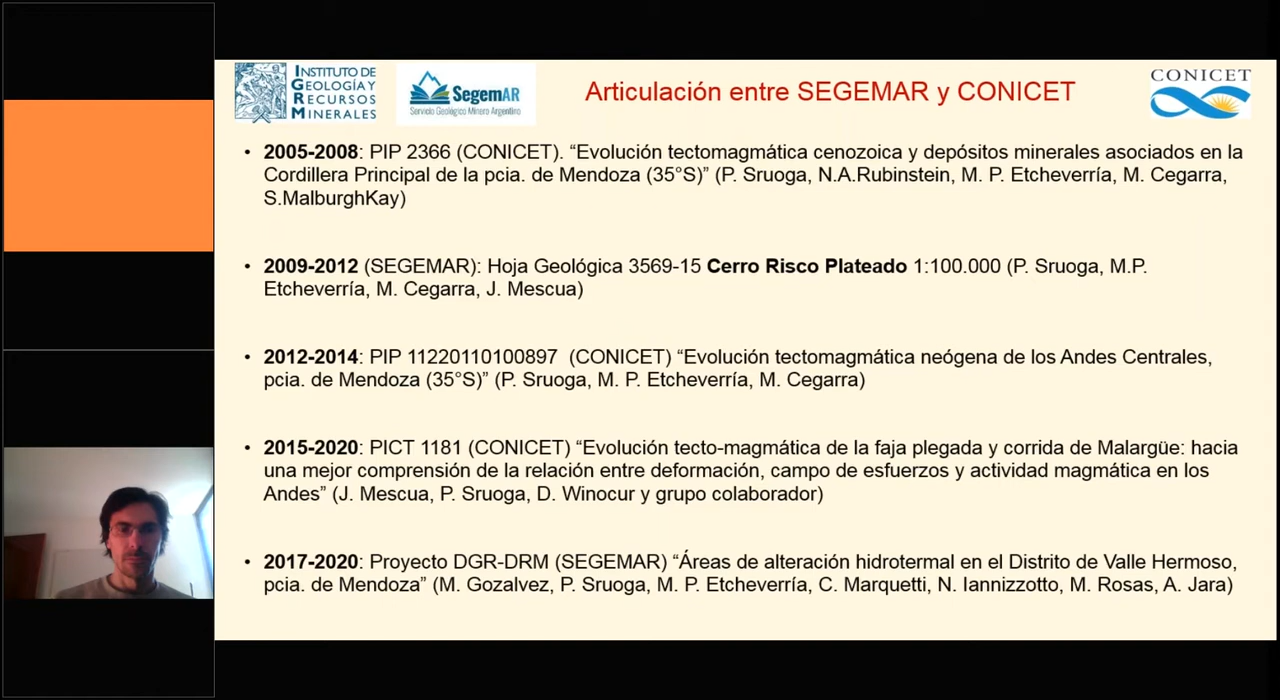 INSTITUTO DE
GEOLOGÍA Y
RECURSOS
MINERALES
SegemAR
Servicio Geológico Minero Argentino
Articulación entre SEGEMAR y CONICET
CONICET
• 2005-2008: PIP 2366 (CONICET). “Evolución tectomagmática cenozoica y depósitos minerales asociados en la
Cordillera Principal de la pcia. de Mendoza (35°S)” (P. Sruoga, N.A.Rubinstein, M. P. Etcheverría, M. Cegarra,
S.MalburghKay)
• 2009-2012 (SEGEMAR): Hoja Geológica 3569-15 Cerro Risco Plateado 1:100.000 (P. Sruoga, M.P.
Etcheverría, M. Cegarra, J. Mescua)
• 2012-2014: PIP 11220110100897 (CONICET) “Evolución tectomagmática neógena de los Andes Centrales,
pcia. de Mendoza (35°S)” (P. Sruoga, M. P. Etcheverría, M. Cegarra)
• 2015-2020: PICT 1181 (CONICET) “Evolución tecto-magmática de la faja plegada y corrida de Malargüe: hacia
una mejor comprensión de la relación entre deformación, campo de esfuerzos y actividad magmática en los
Andes” (J. Mescua, P. Sruoga, D. Winocur y grupo colaborador)
• 2017-2020: Proyecto DGR-DRM (SEGEMAR) “Áreas de alteración hidrotermal en el Distrito de Valle Hermoso,
pcia. de Mendoza” (M. Gozalvez, P. Sruoga, M. P. Etcheverría, C. Marquetti, N. Iannizzotto, M. Rosas, A. Jara)